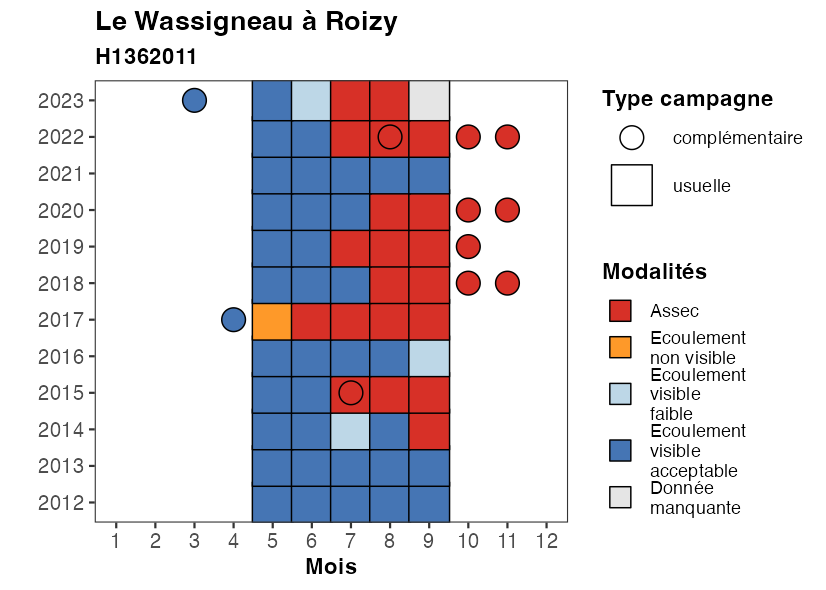 Le Wassigneau à Roizy
H1362011
2023
2022
2021
2020
2019
2018
2017
2016
2015
2014
2013
2012
1 2 3 4 5 6 7 8 9 10 11 12
Mois
Type campagne
complémentaire
usuelle
Modalités
Assec
Ecoulement
non visible
Ecoulement
visible
faible
Ecoulement
visible
acceptable
Donnée
manquante